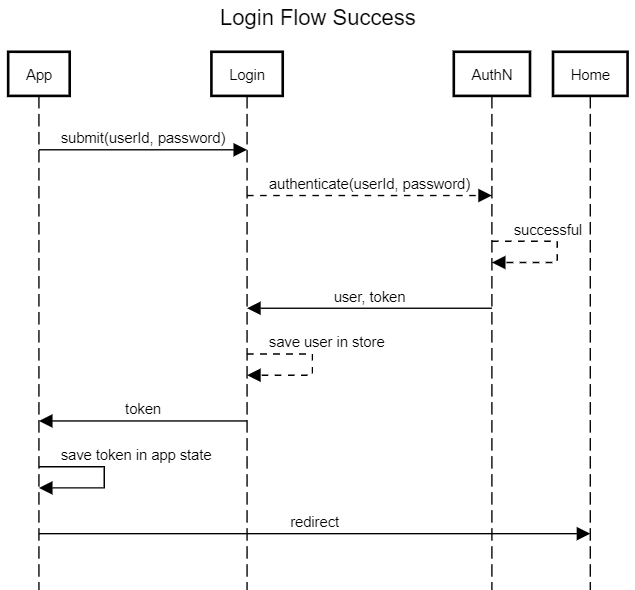 Login Flow Success
App
Login
AuthN
Home
submit(userId, password)
authenticate(userId, password)
successful
user, token
save user in store
token
save token in app state
redirect